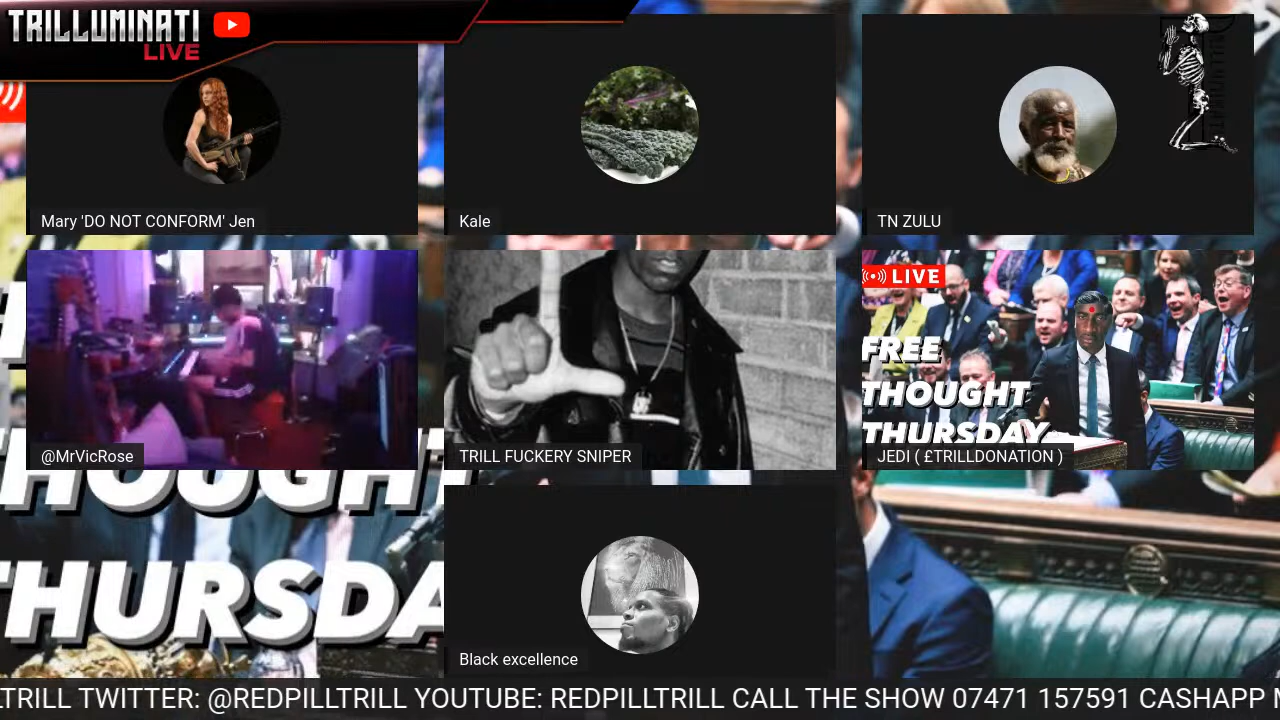 TRILLUMINATI
LIVE
Mary 'DO NOT CONFORM' Jen
Kale
TN ZULU
@MrVicRose
TRILL FUCKERY SNIPER
LIVE
FREE
THOUGHT
THURSDAY
JEDI ( £TRILLDONATION )
THOUGHT
THURSDA
Black excellence
TRILL TWITTER: @REDPILLTRILL YOUTUBE: REDPILLTRILL CALL THE SHOW 07471 157591 CASHAPP